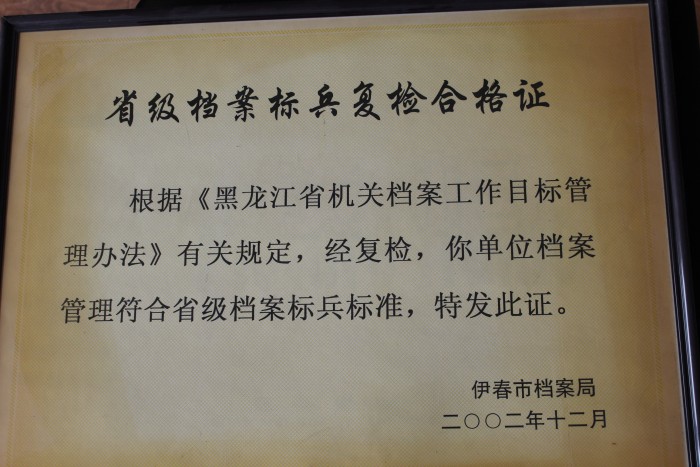 省级档案标兵复检合格证
根据《黑龙江省机关档案工作目标管
理办法》有关规定，经复检，你单位档案
管理符合省级档案标兵标准，特发此证。
伊春市档案局
二〇〇二年十二月